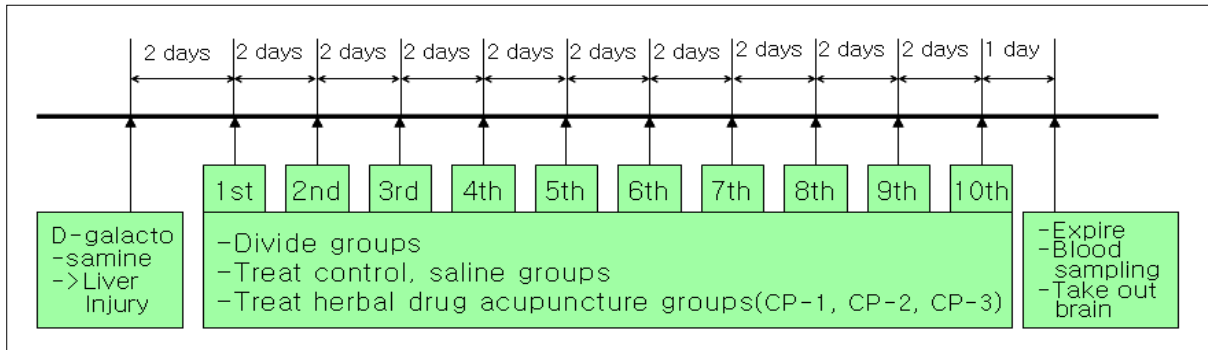 2 days 2 days 2 days 2 days 2 days 2 days 2 days 2 days 2 days 2 days 1 day
1st 2nd 3rd 4th 5th 6th 7th 8th 9th 10th
D-galacto
-samine
->Liver
Injury
-Divide groups
-Treat control, saline groups
-Treat herbal drug acupuncture groups(CP-1, CP-2, CP-3)
-Expire
-Blood
sampling
-Take out
brain